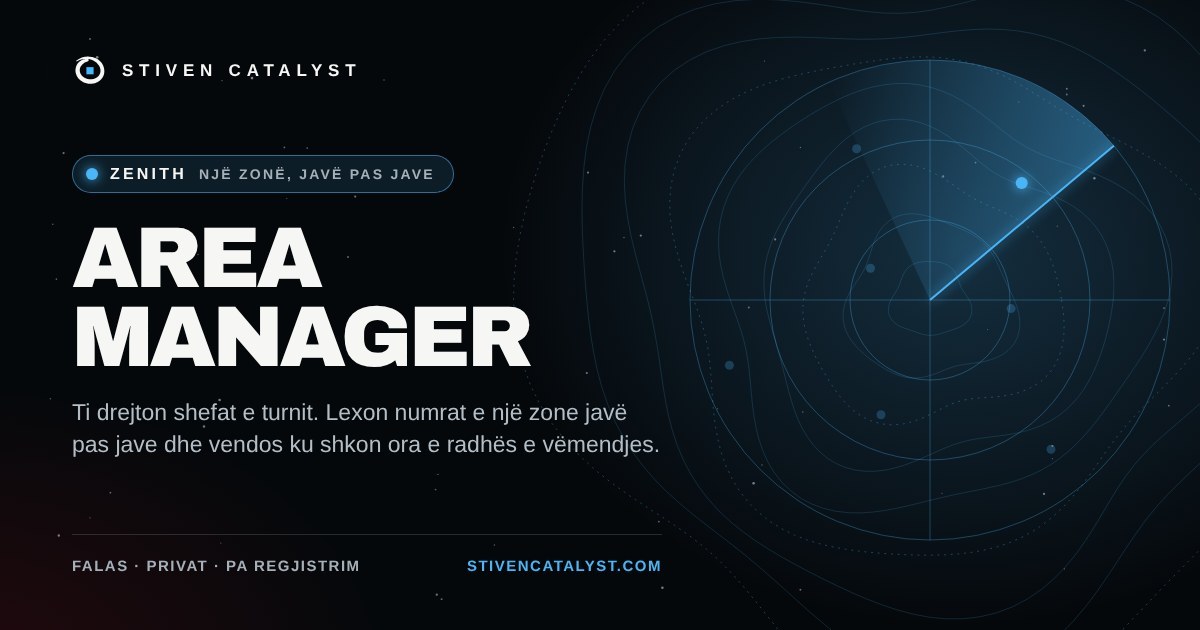 STIVEN CATALYST
ZENITH NJË ZONË, JAVË PAS JAVE
AREA
MANAGER
Ti drejton shefat e turnit. Lexon numrat e një zone javë
pas jave dhe vendos ku shkon ora e radhës e vëmendjes.
FALAS · PRIVAT · PA REGJISTRIM
STIVENCATALYST.COM